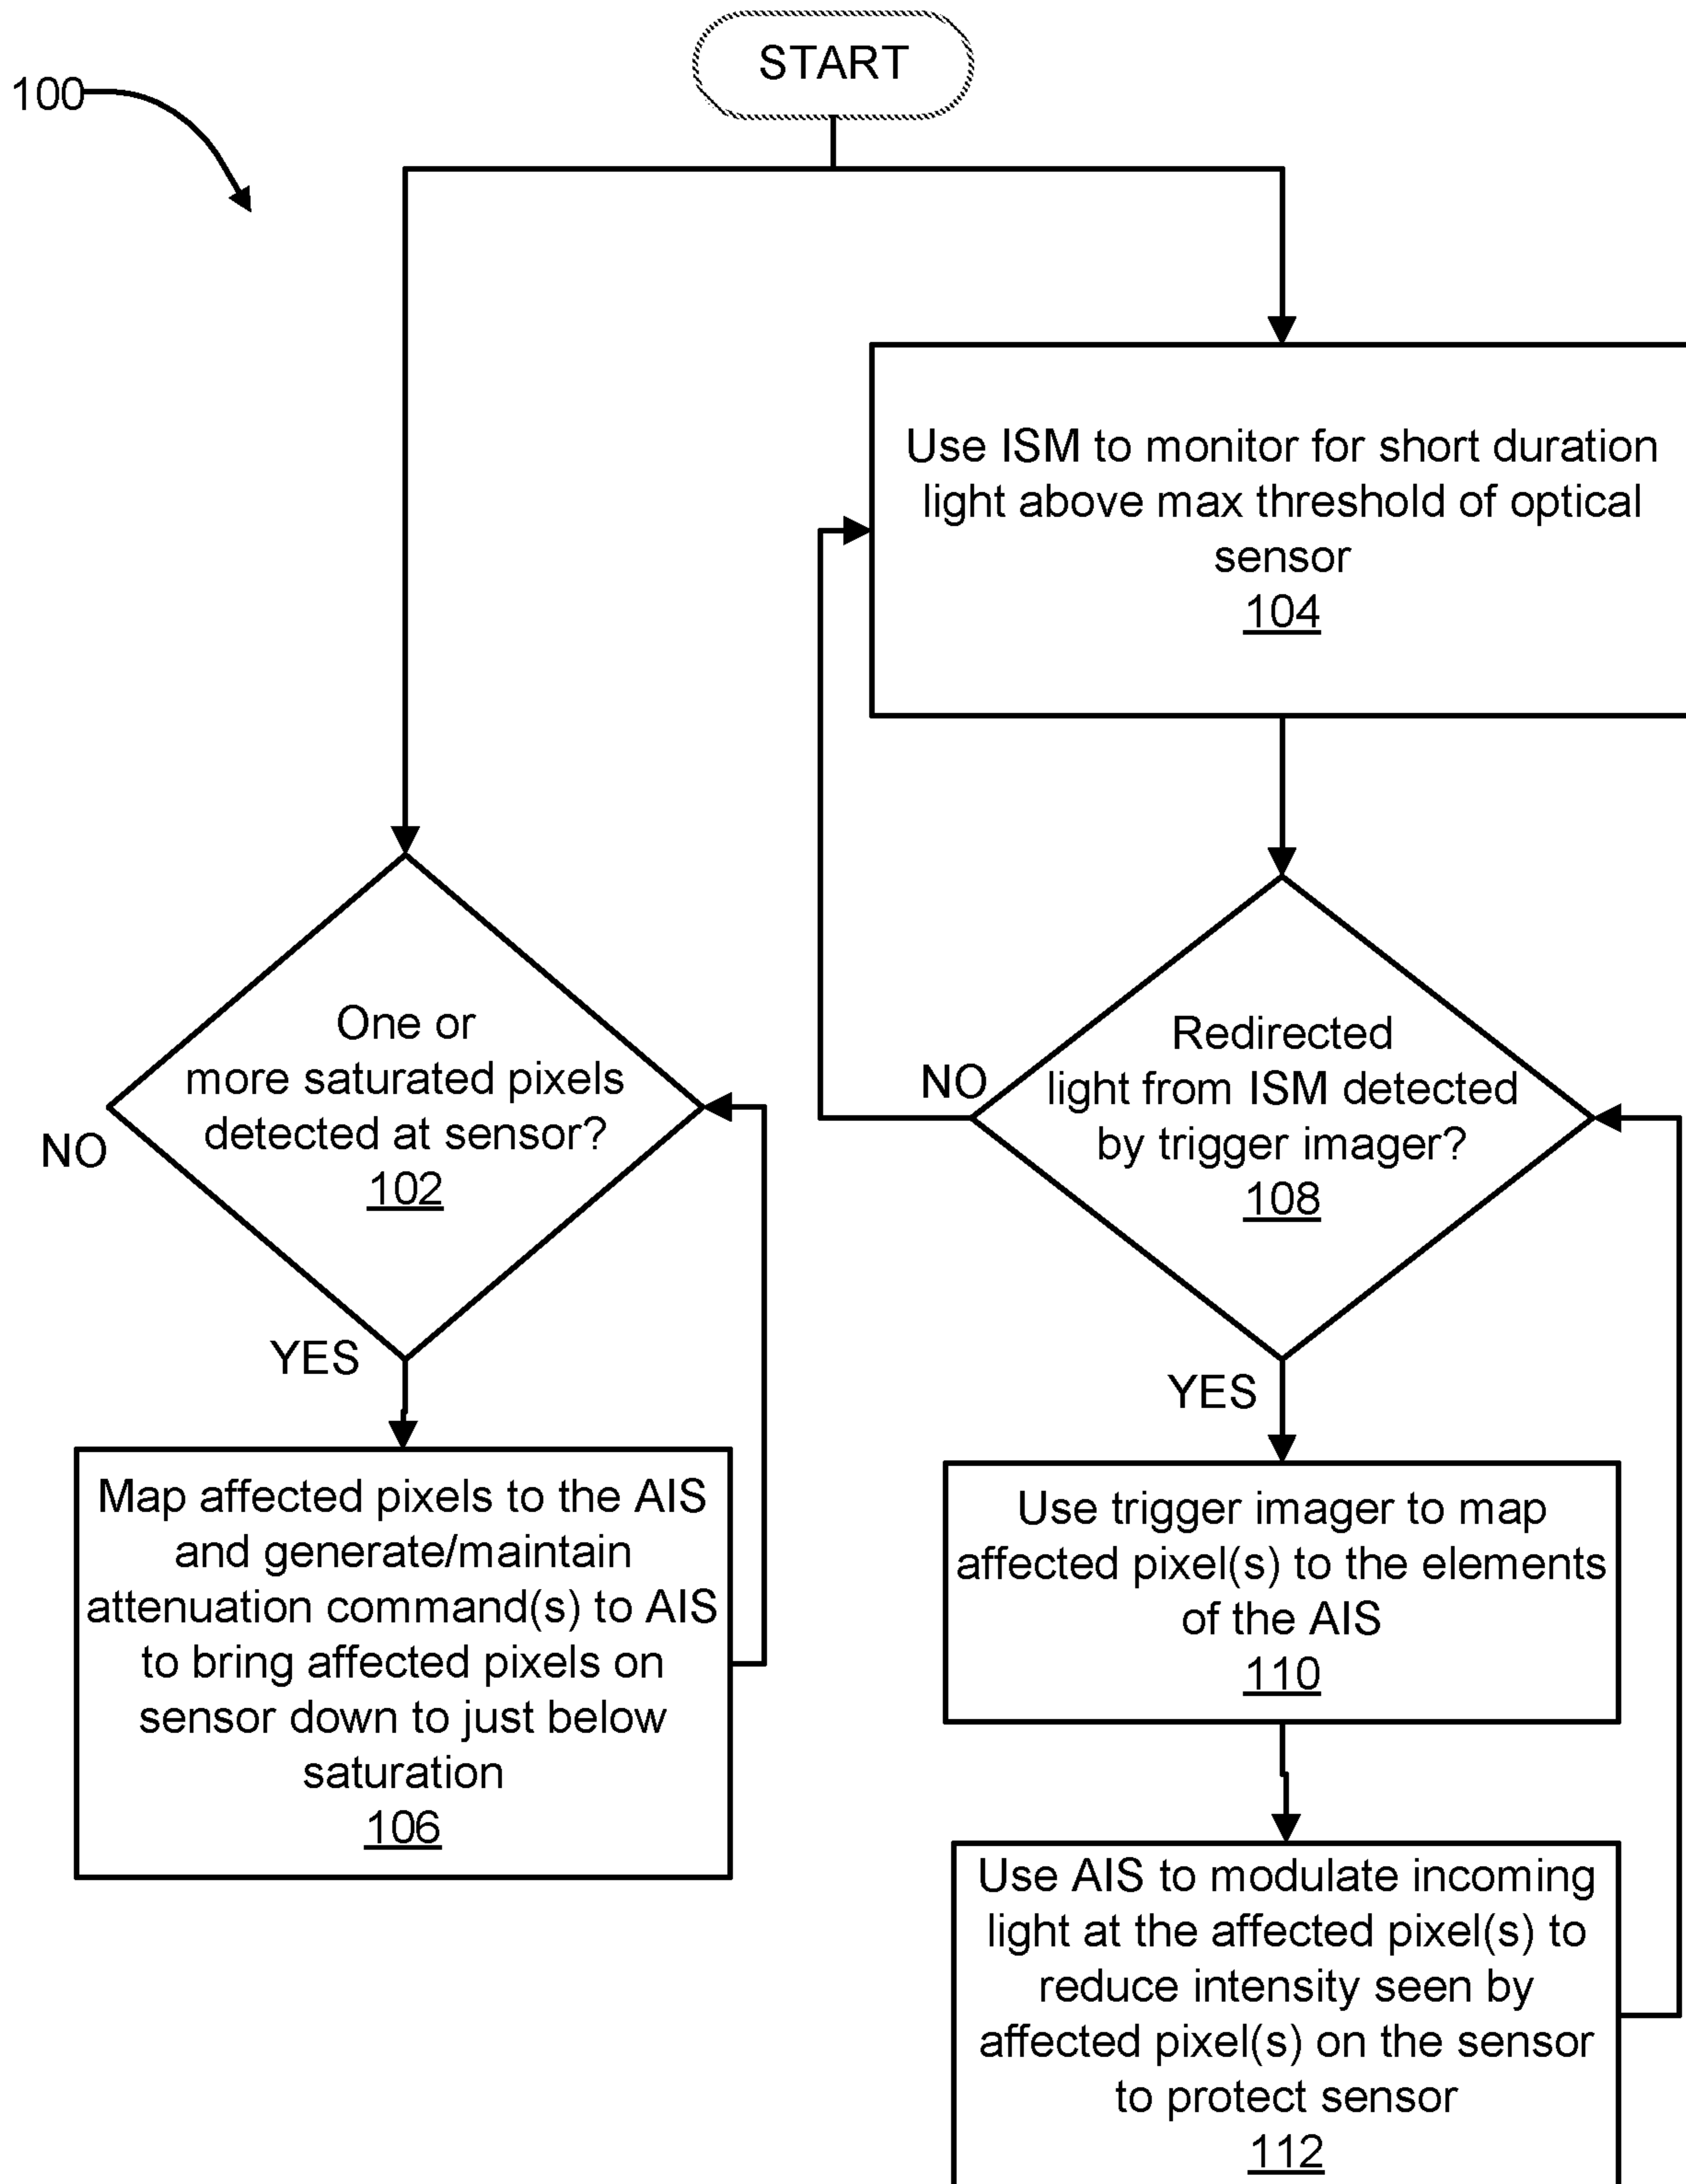 START
100
Use ISM to monitor for short duration
light above max threshold of optical
sensor
104
One or
more saturated pixels
detected at sensor?
102
NO
YES
Redirected
light from ISM detected
by trigger imager?
108
NO
YES
Map affected pixels to the AIS
and generate/maintain
attenuation command(s) to AIS
to bring affected pixels on
sensor down to just below
saturation
106
Use trigger imager to map
affected pixel(s) to the elements
of the AIS
110
Use AIS to modulate incoming
light at the affected pixel(s) to
reduce intensity seen by
affected pixel(s) on the sensor
to protect sensor
112